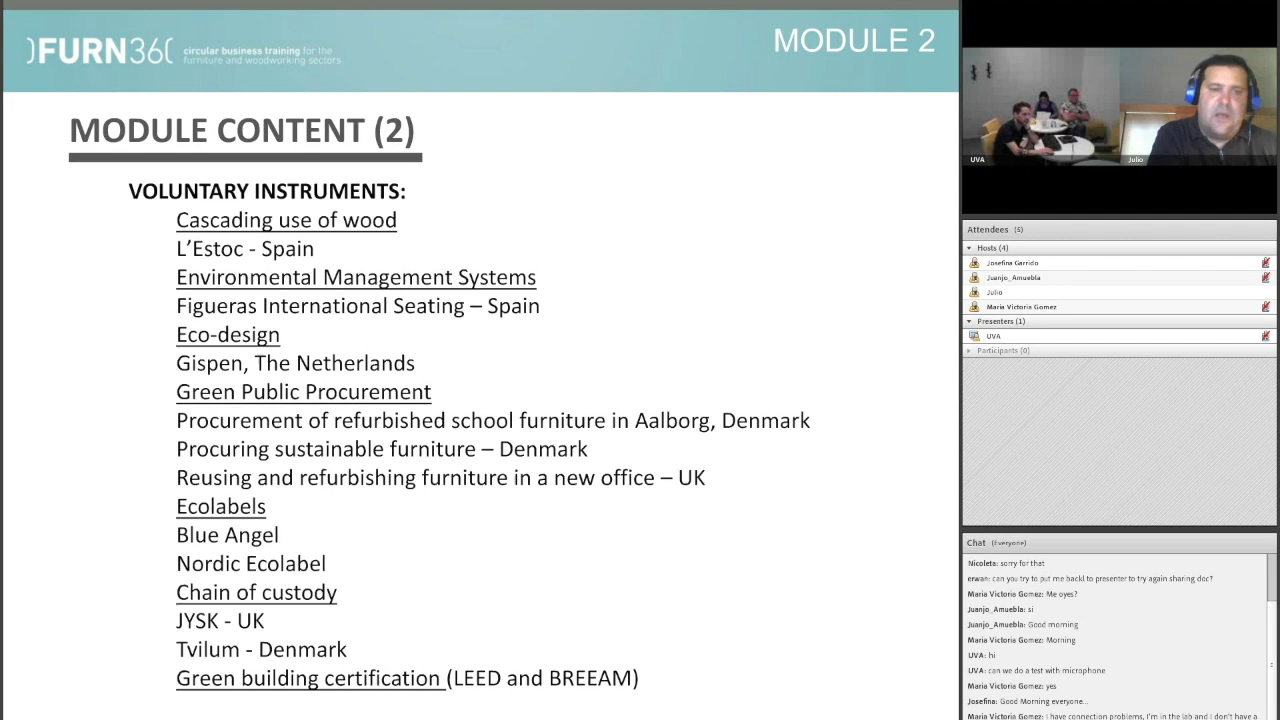 FURN360
circular business training for the
furniture and woodworking sectors
MODULE 2
MODULE CONTENT (2)
VOLUNTARY INSTRUMENTS:
Cascading use of wood
L’Estoc - Spain
Environmental Management Systems
Figueras International Seating – Spain
Eco-design
Gispen, The Netherlands
Green Public Procurement
Procurement of refurbished school furniture in Aalborg, Denmark
Procuring sustainable furniture – Denmark
Reusing and refurbishing furniture in a new office – UK
Ecolabels
Blue Angel
Nordic Ecolabel
Chain of custody
JYSK - UK
Tvilum - Denmark
Green building certification (LEED and BREEAM)
UVA
Julio
Attendees (5)
Hosts (4)
Josefina Garrido
Juanjo_Amuebla
Julio
Maria Victoria Gomez
Presenters (1)
UVA
Participants (0)
Chat (Everyone)
Nicoleta: sorry for that
erwan: can you try to put me backl to presenter to try again sharing doc?
Maria Victoria Gomez: Me oyes?
Juanjo_Amuebla: si
Juanjo_Amuebla: Good morning
Maria Victoria Gomez: Morning
UVA: hi
UVA: can we do a test with microphone
Maria Victoria Gomez: yes
Josefina: Good Morning everyone...
Maria Victoria Gomez: I have connection problems, I'm in the lab and I don't have a